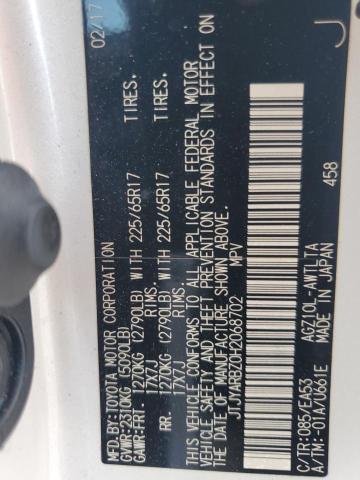 MFD.BY:TOYOTA MOTOR CORPORATION 02/17
GVWR:2310KG (5090LB)
GAWR:FRT- 1270KG (2790LB) WITH 225/65R17 TIRES.
17X7J RIMS.
RR - 1270KG (2790LB) WITH 225/65R17 TIRES.
17X7J RIMS.
THIS VEHICLE CONFORMS TO ALL APPLICABLE FEDERAL MOTOR
VEHICLE SAFETY AND THEFT PREVENTION STANDARDS IN EFFECT ON
THE DATE OF MANUFACTURE SHOWN ABOVE.
JTJYARBZ0H2068702 MPV
458 J
C/TR:085/EA53 AGZ10L-AWTLTA
A/TM:-01A/U661E MADE IN JAPAN